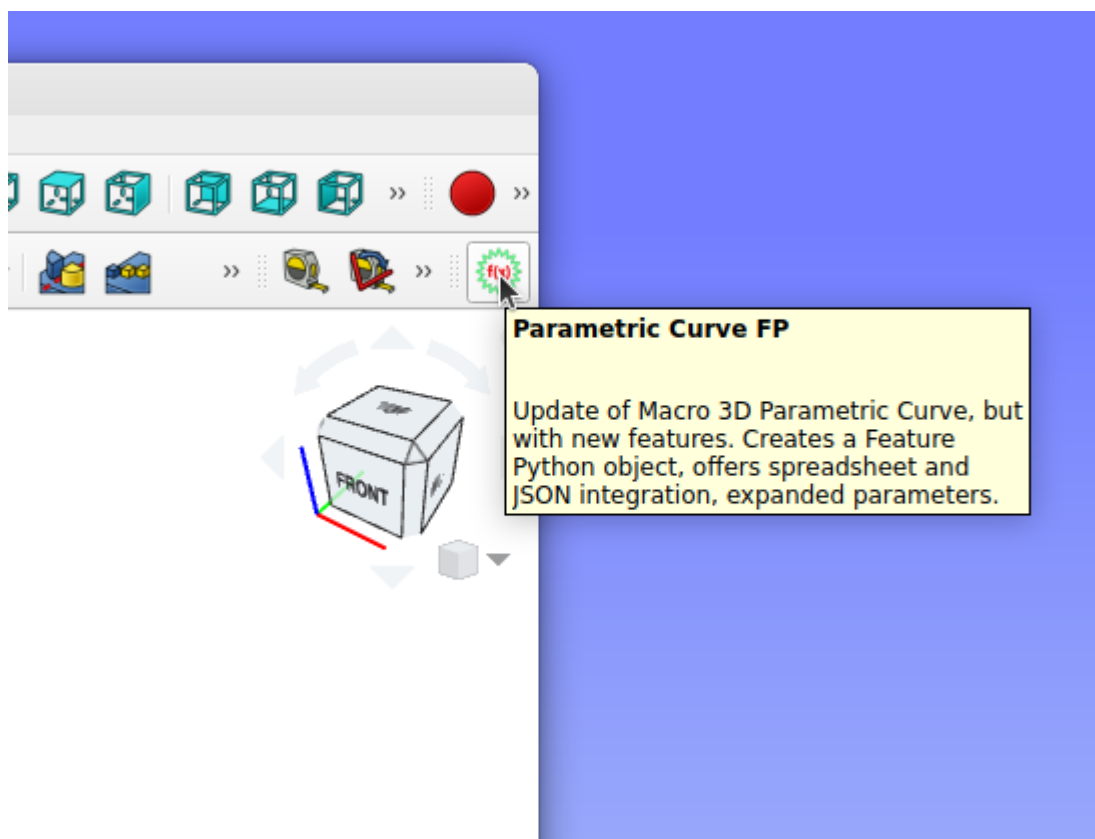 f(x)
Parametric Curve FP
Update of Macro 3D Parametric Curve, but
with new features. Creates a Feature
Python object, offers spreadsheet and
JSON integration, expanded parameters.
TOP
FRONT